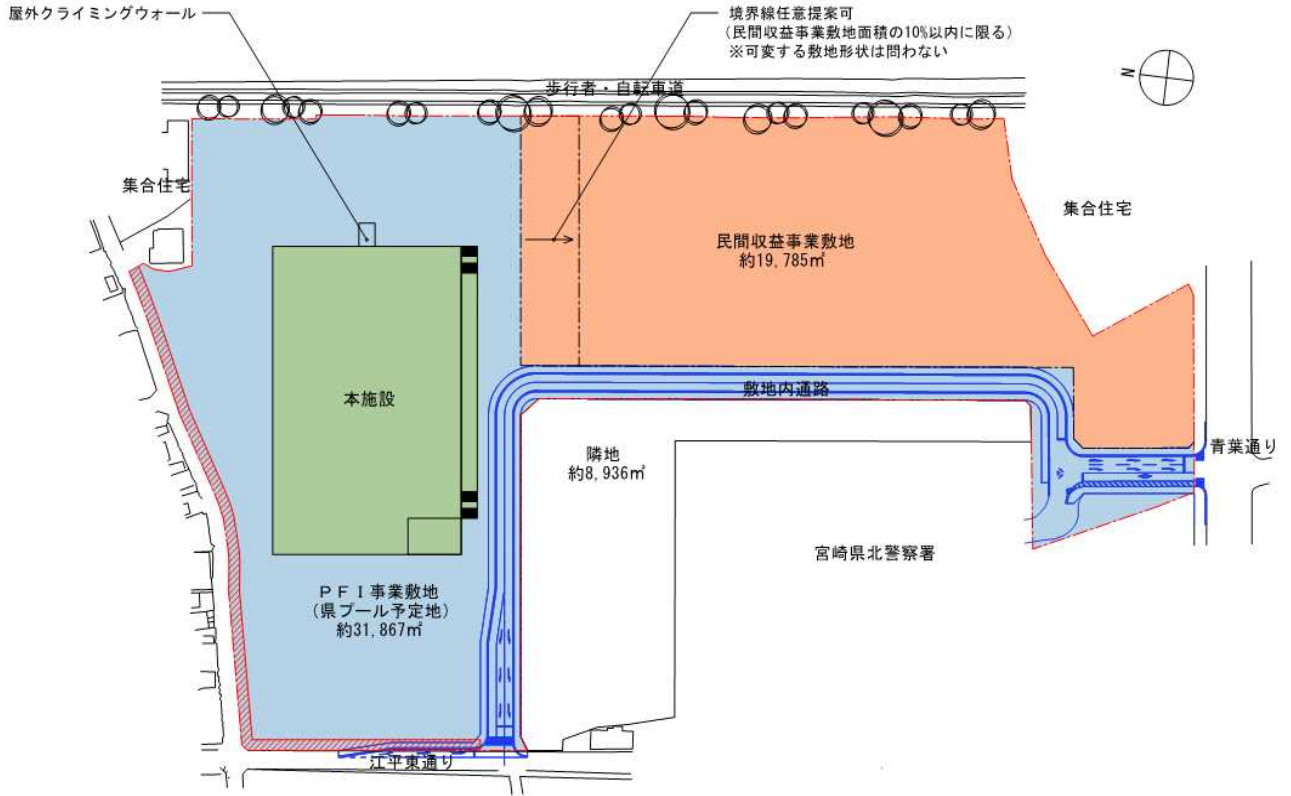 屋外クライミングウォール
境界線任意提案可
(民間収益事業敷地面積の10%以内に限る)
※可変する敷地形状は問わない
N
歩行者・自転車道
集合住宅
集合住宅
民間収益事業敷地
約19,785㎡
本施設
敷地内通路
隣地
約8,936㎡
青葉通り
宮崎県北警察署
PFI事業敷地
(県プール予定地)
約31,867㎡
江平東通り